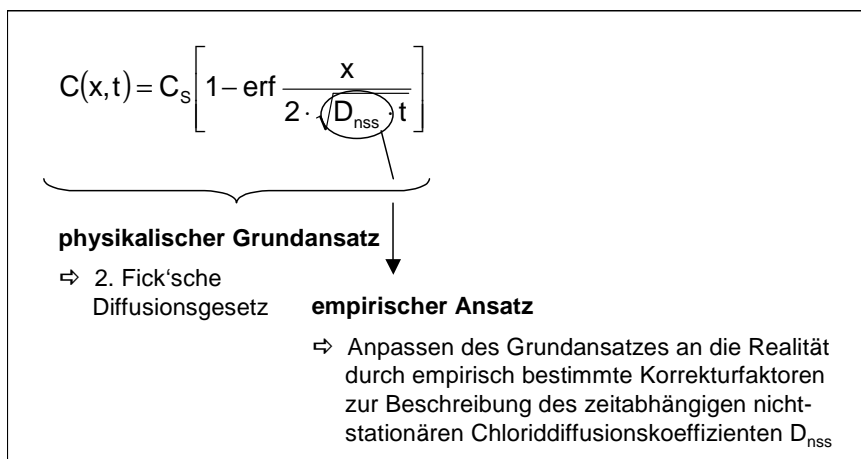 C(x,t) = C_S [1 − erf x / (2 · √(D_nss · t))]
physikalischer Grundansatz
⇨ 2. Fick‘sche
Diffusionsgesetz
empirischer Ansatz
⇨ Anpassen des Grundansatzes an die Realität
durch empirisch bestimmte Korrekturfaktoren
zur Beschreibung des zeitabhängigen nicht-
stationären Chloriddiffusionskoeffizienten D_nss